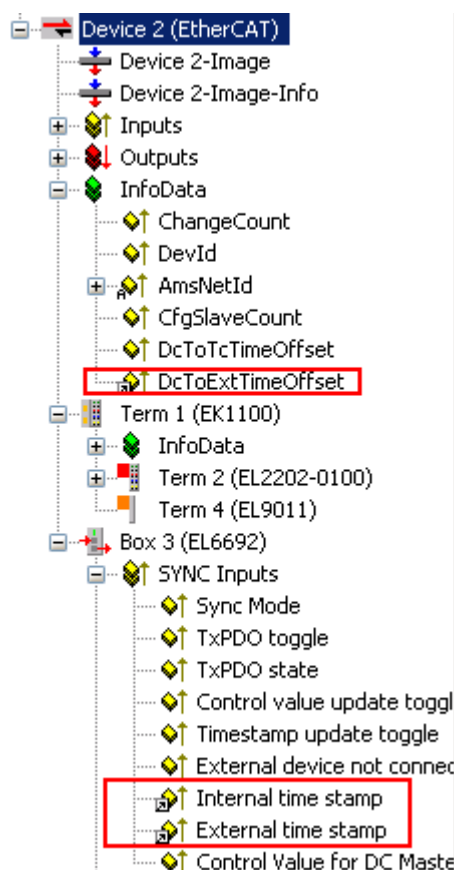 Device 2 (EtherCAT)
Device 2-Image
Device 2-Image-Info
Inputs
Outputs
InfoData
ChangeCount
DevId
AmsNetId
CfgSlaveCount
DcToTcTimeOffset
DcToExtTimeOffset
Term 1 (EK1100)
InfoData
Term 2 (EL2202-0100)
Term 4 (EL9011)
Box 3 (EL6692)
SYNC Inputs
Sync Mode
TxPDO toggle
TxPDO state
Control value update toggl
Timestamp update toggle
External device not connec
Internal time stamp
External time stamp
Control Value for DC Maste